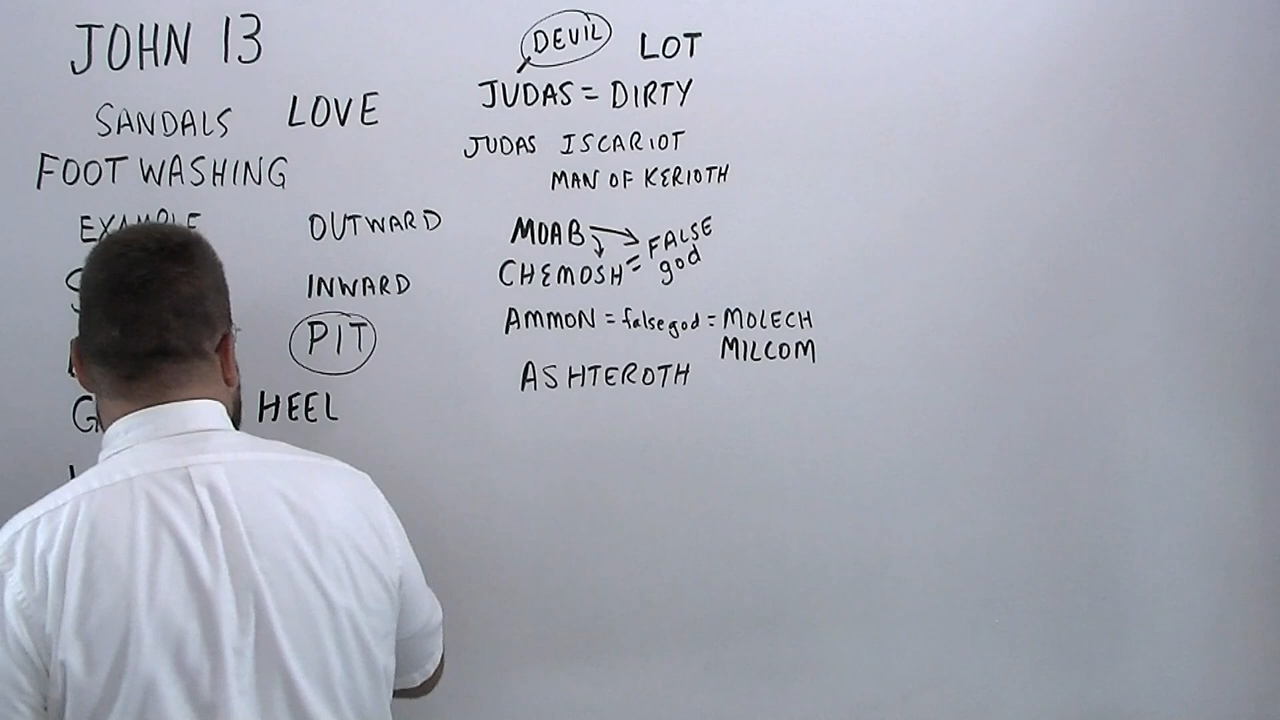 JOHN 13
SANDALS LOVE
FOOT WASHING
EXAMPLE OUTWARD
INWARD
PIT
HEEL
DEVIL LOT
JUDAS = DIRTY
JUDAS ISCARIOT
MAN OF KERIOTH
MOAB → FALSE
CHEMOSH = god
AMMON = false god = MOLECH
MILCOM
ASHTEROTH